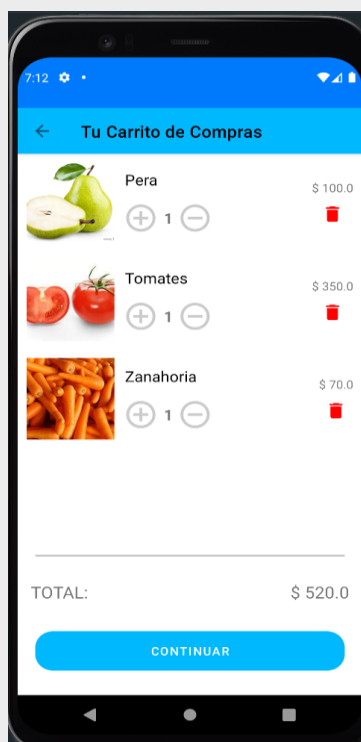 7:12
Tu Carrito de Compras
Pera
$ 100.0
1
Tomates
$ 350.0
1
Zanahoria
$ 70.0
1
TOTAL: $ 520.0
CONTINUAR